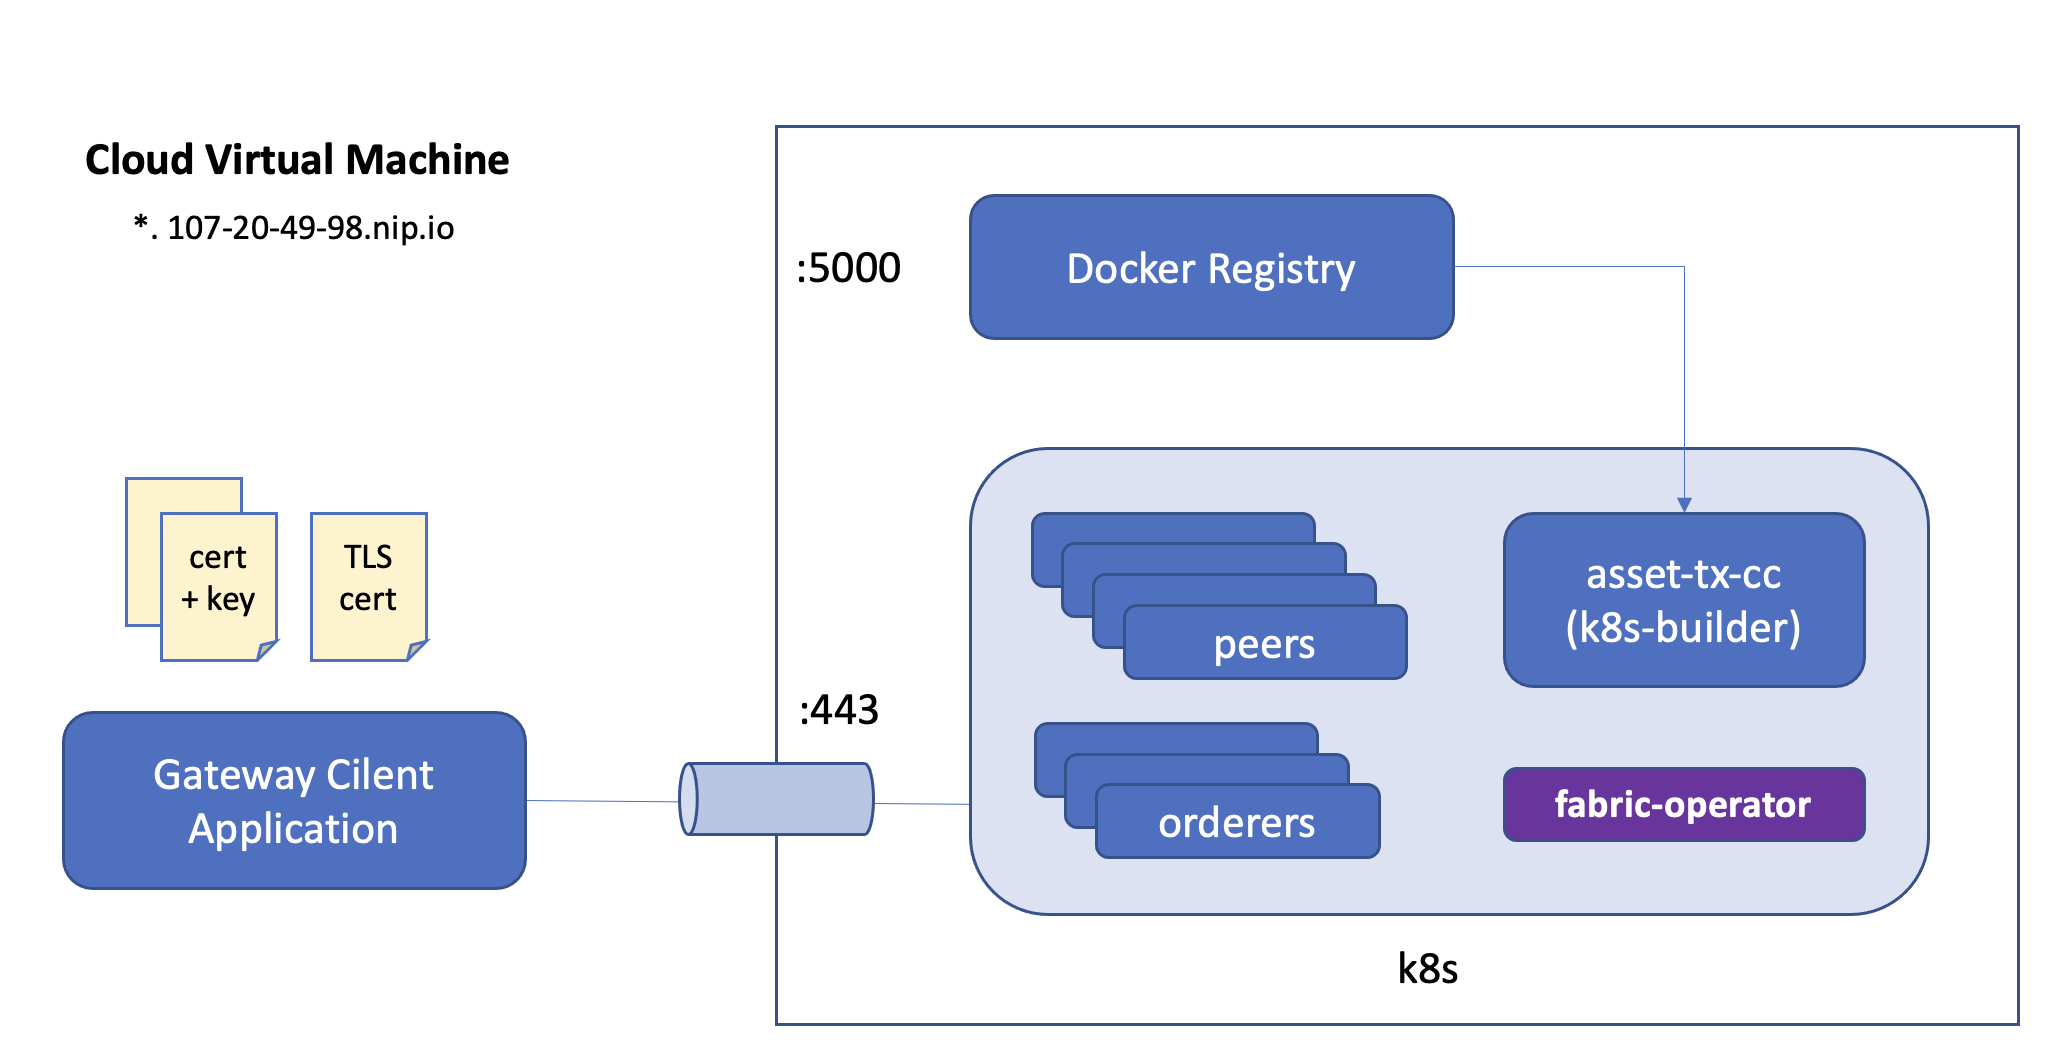 Cloud Virtual Machine
*. 107-20-49-98.nip.io
:5000
Docker Registry
cert
+ key
TLS
cert
peers
asset-tx-cc
(k8s-builder)
:443
Gateway Cilent
Application
orderers
fabric-operator
k8s